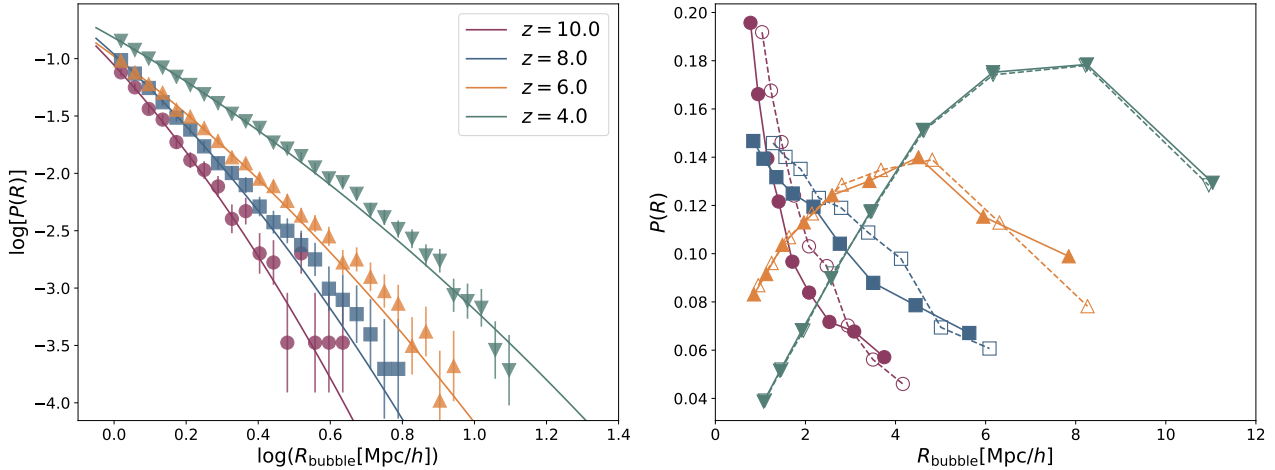 log[P(R)]
−1.0
−1.5
−2.0
−2.5
−3.0
−3.5
−4.0
z = 10.0
z = 8.0
z = 6.0
z = 4.0
0.0 0.2 0.4 0.6 0.8 1.0 1.2 1.4
log(R_bubble[Mpc/h])
P(R)
0.20
0.18
0.16
0.14
0.12
0.10
0.08
0.06
0.04
0 2 4 6 8 10 12
R_bubble[Mpc/h]